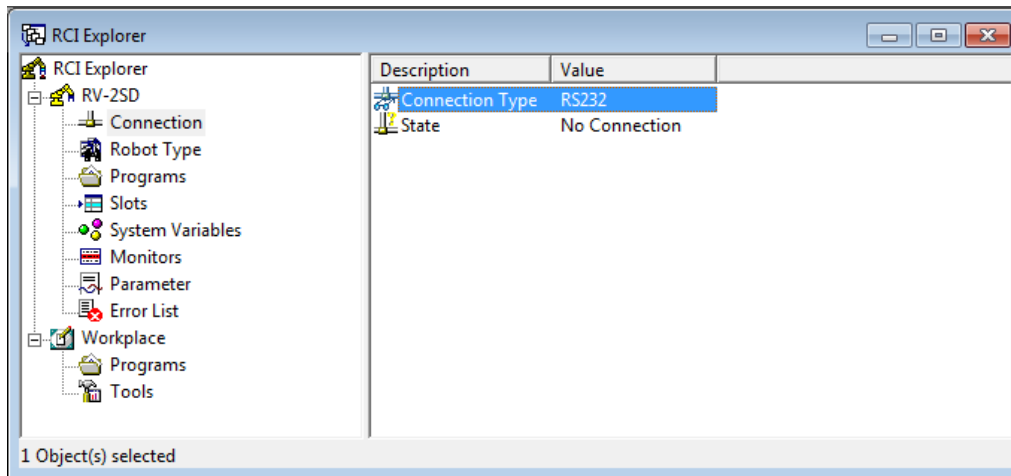 RCI Explorer
RCI Explorer
RV-2SD
Connection
Robot Type
Programs
Slots
System Variables
Monitors
Parameter
Error List
Workplace
Programs
Tools
Description Value
Connection Type RS232
State No Connection
1 Object(s) selected